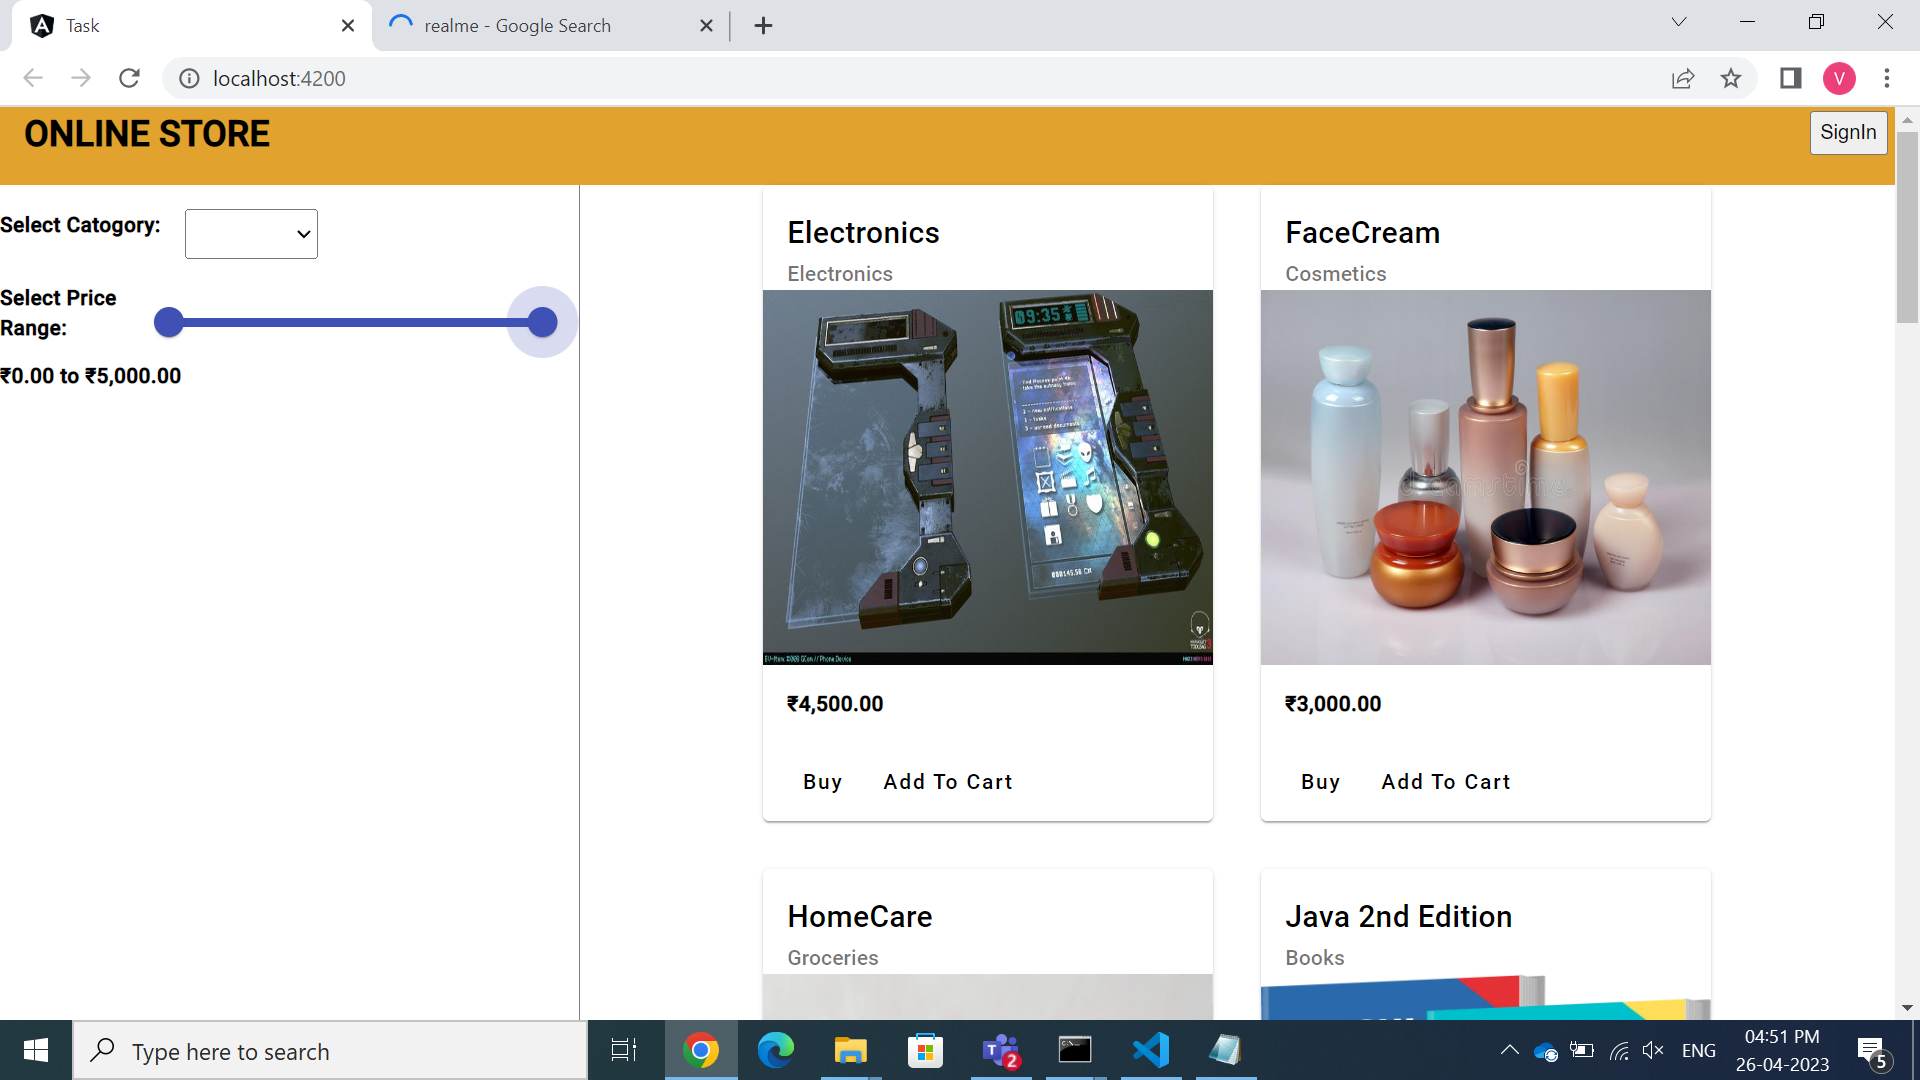 Task
realme - Google Search
localhost:4200
V
ONLINE STORE
SignIn
Select Catogory:
Select Price
Range:
₹0.00 to ₹5,000.00
Electronics
Electronics
09:35
₹4,500.00
Buy
Add To Cart
FaceCream
Cosmetics
dreamstime
₹3,000.00
Buy
Add To Cart
HomeCare
Groceries
Java 2nd Edition
Books
Type here to search
2
ENG
04:51 PM
26-04-2023
5